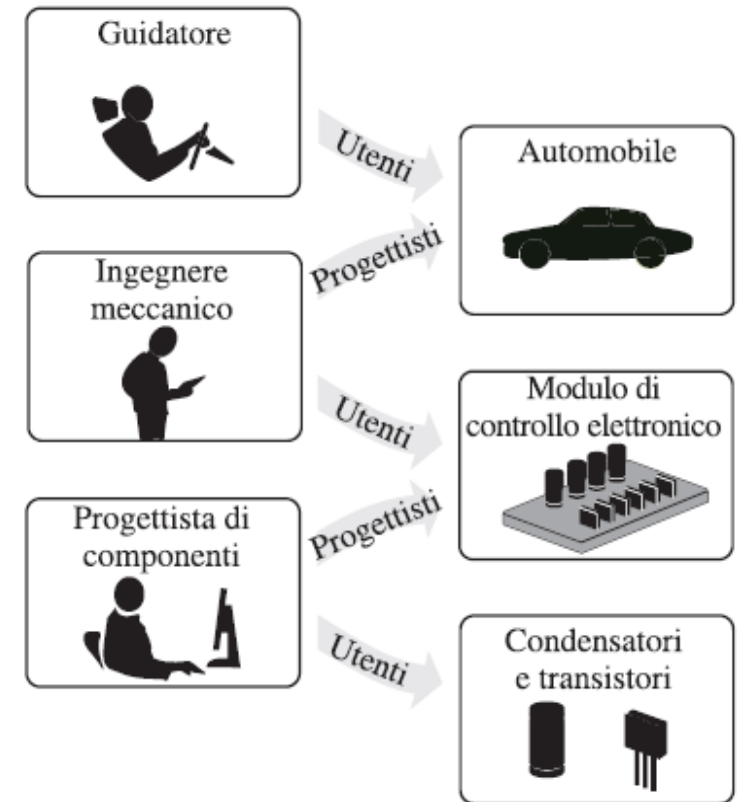 Guidatore
Utenti
Automobile
Progettisti
Ingegnere
meccanico
Utenti
Modulo di
controllo elettronico
Progettisti
Progettista di
componenti
Utenti
Condensatori
e transistori